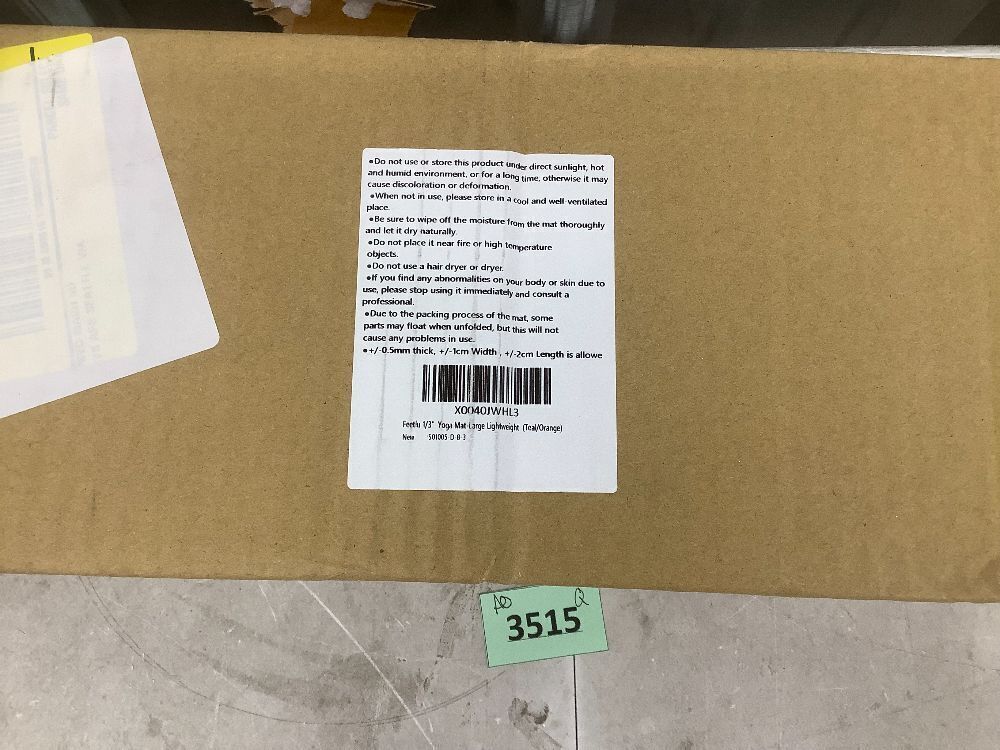 •Do not use or store this product under direct sunlight, hot
and humid environment, or for a long time, otherwise it may
cause discoloration or deformation.
•When not in use, please store in a cool and well-ventilated
place.
•Be sure to wipe off the moisture from the mat thoroughly
and let it dry naturally.
•Do not place it near fire or high temperature
objects.
•Do not use a hair dryer or dryer.
•If you find any abnormalities on your body or skin due to
use, please stop using it immediately and consult a
professional.
•Due to the packing process of the mat, some
parts may float when unfolded, but this will not
cause any problems in use.
•+/-0.5mm thick, +/-1cm Width , +/-2cm Length is allowe
X0040JWHL3
1/3" Yoga Mat-Large Lightweight (Teal/Orange)
New S01005-D-8-3
Q
3515